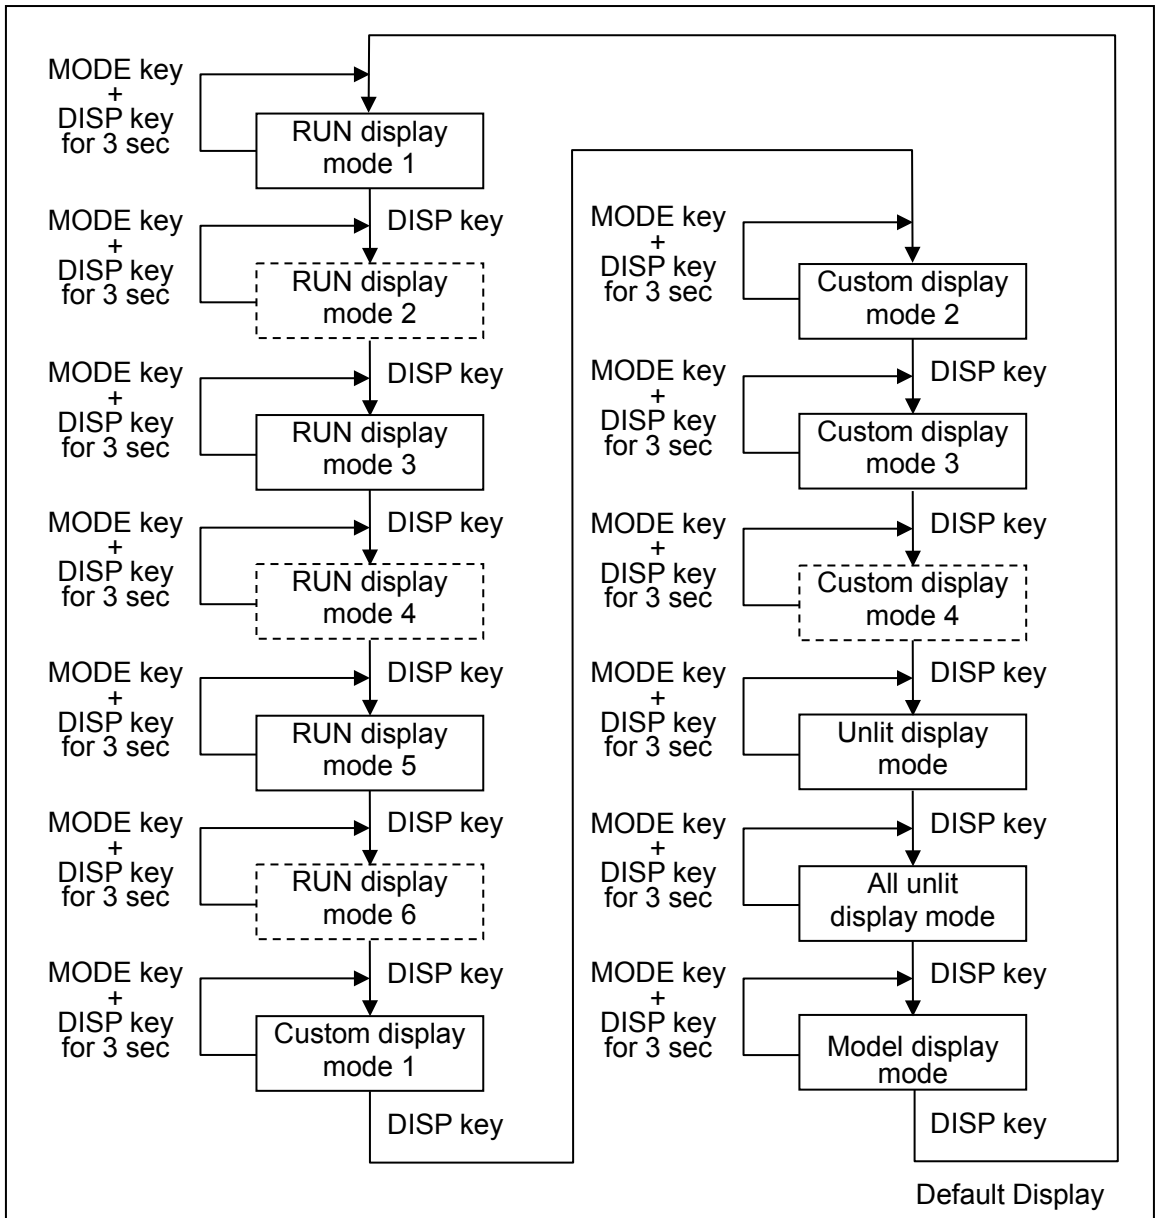 MODE key
+
DISP key
for 3 sec
RUN display
mode 1
DISP key
MODE key
+
DISP key
for 3 sec
RUN display
mode 2
DISP key
MODE key
+
DISP key
for 3 sec
RUN display
mode 3
DISP key
MODE key
+
DISP key
for 3 sec
RUN display
mode 4
DISP key
MODE key
+
DISP key
for 3 sec
RUN display
mode 5
DISP key
MODE key
+
DISP key
for 3 sec
RUN display
mode 6
DISP key
MODE key
+
DISP key
for 3 sec
Custom display
mode 1
DISP key
MODE key
+
DISP key
for 3 sec
Custom display
mode 2
DISP key
MODE key
+
DISP key
for 3 sec
Custom display
mode 3
DISP key
MODE key
+
DISP key
for 3 sec
Custom display
mode 4
DISP key
MODE key
+
DISP key
for 3 sec
Unlit display
mode
DISP key
MODE key
+
DISP key
for 3 sec
All unlit
display mode
DISP key
MODE key
+
DISP key
for 3 sec
Model display
mode
DISP key
Default Display